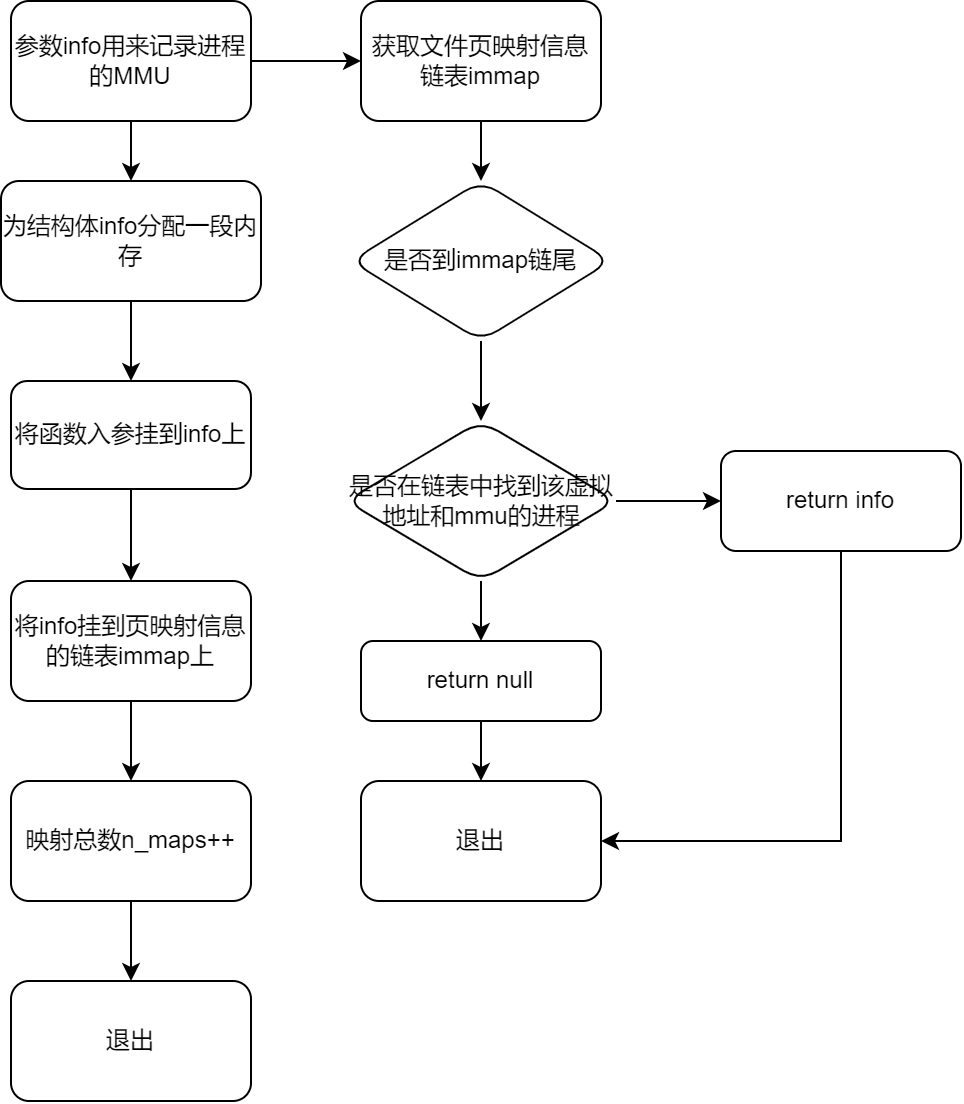 参数info用来记录进程
的MMU
获取文件页映射信息
链表immap
为结构体info分配一段内
存
是否到immap链尾
将函数入参挂到info上
是否在链表中找到该虚拟
地址和mmu的进程
return info
将info挂到页映射信息
的链表immap上
return null
映射总数n_maps++
退出
退出